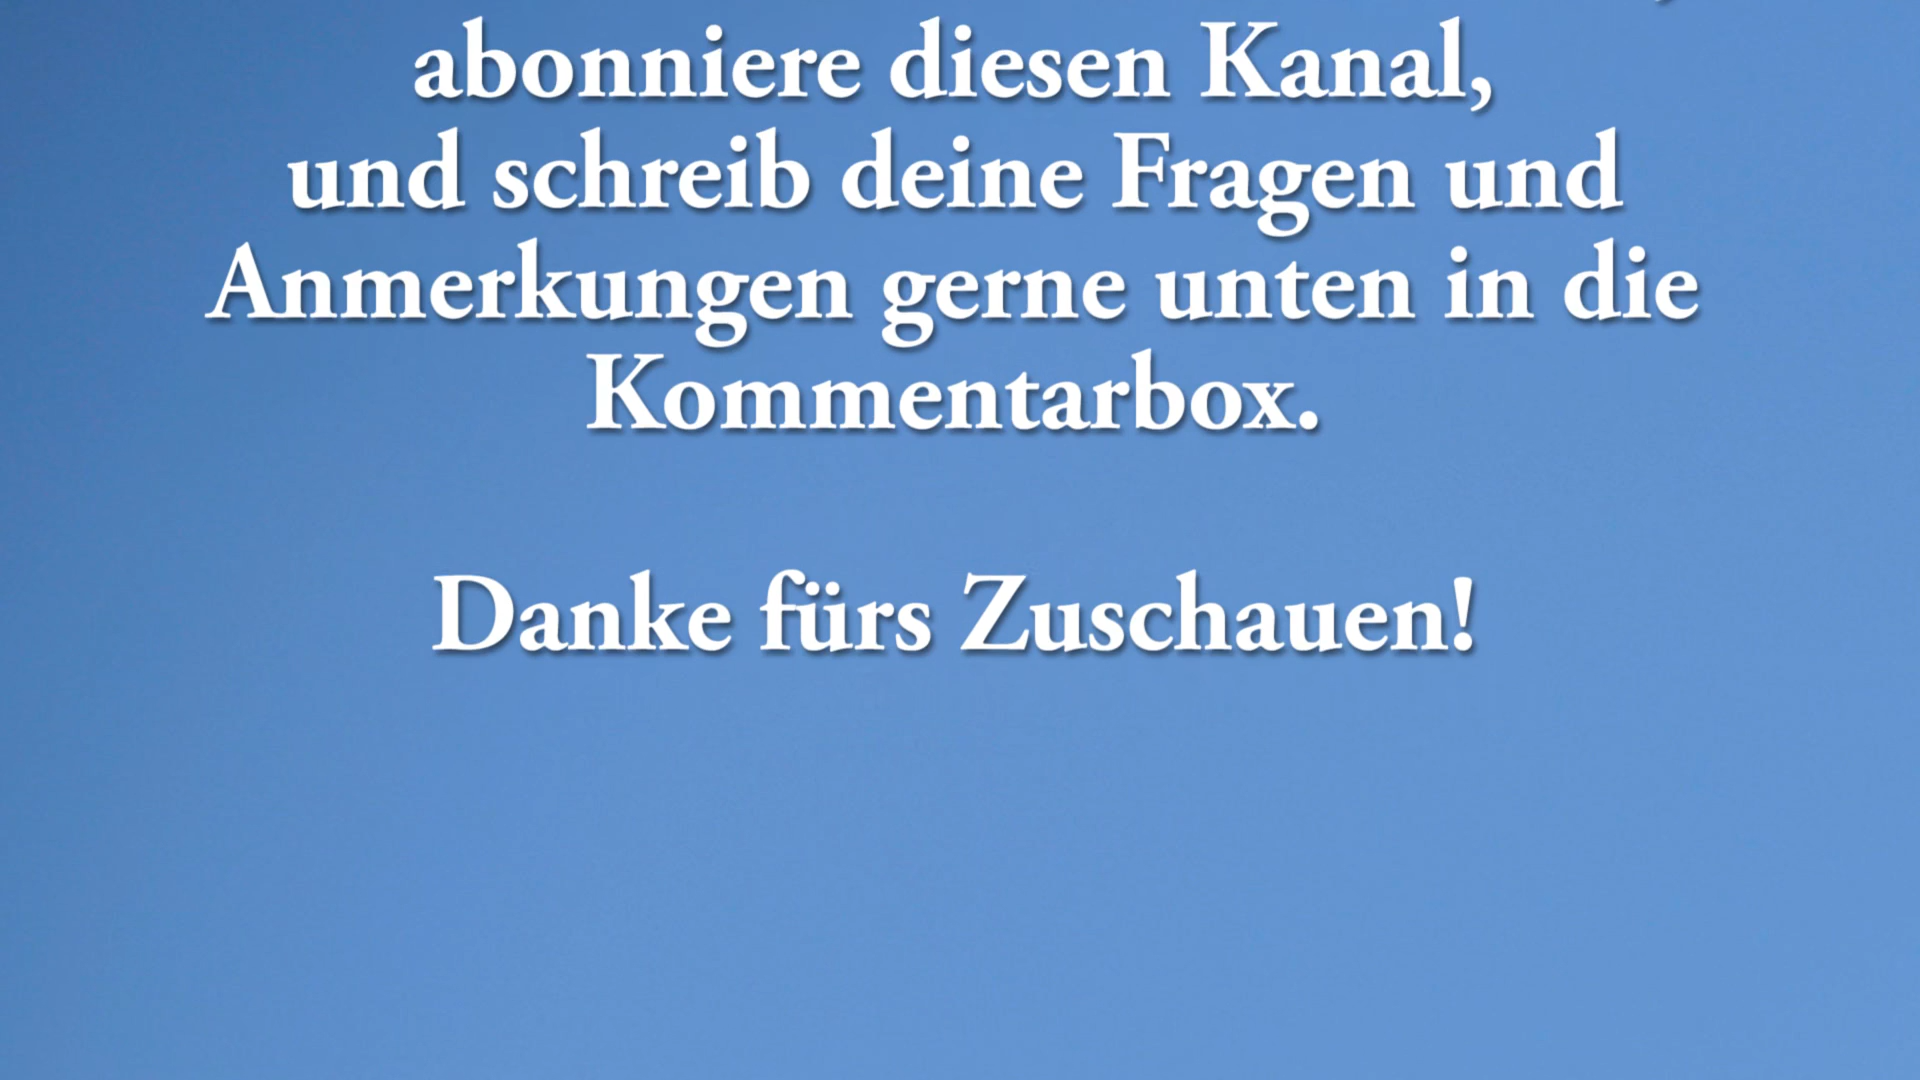 abonniere diesen Kanal,
und schreib deine Fragen und
Anmerkungen gerne unten in die
Kommentarbox.
Danke fürs Zuschauen!